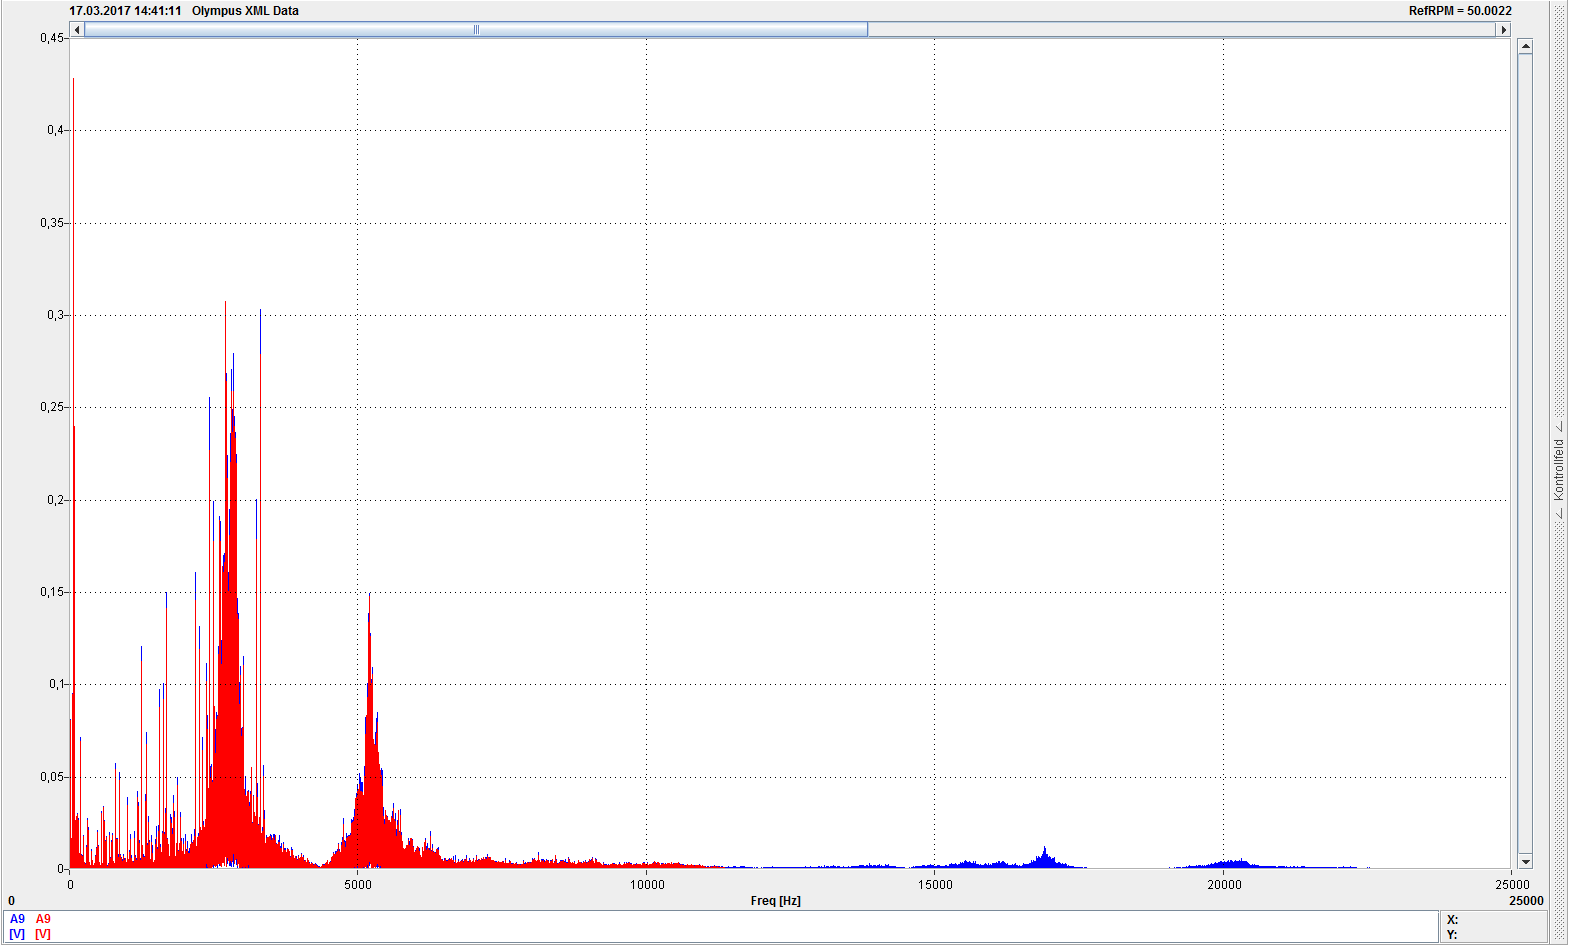 17.03.2017 14:41:11 Olympus XML Data RefRPM = 50.0022
0,45
0,4
0,35
0,3
0,25
0,2
0,15
0,1
0,05
0
0 5000 10000 15000 20000 25000
0 Freq [Hz] 25000
Kontrollfeld
A9 A9 X:
[V] [V] Y: